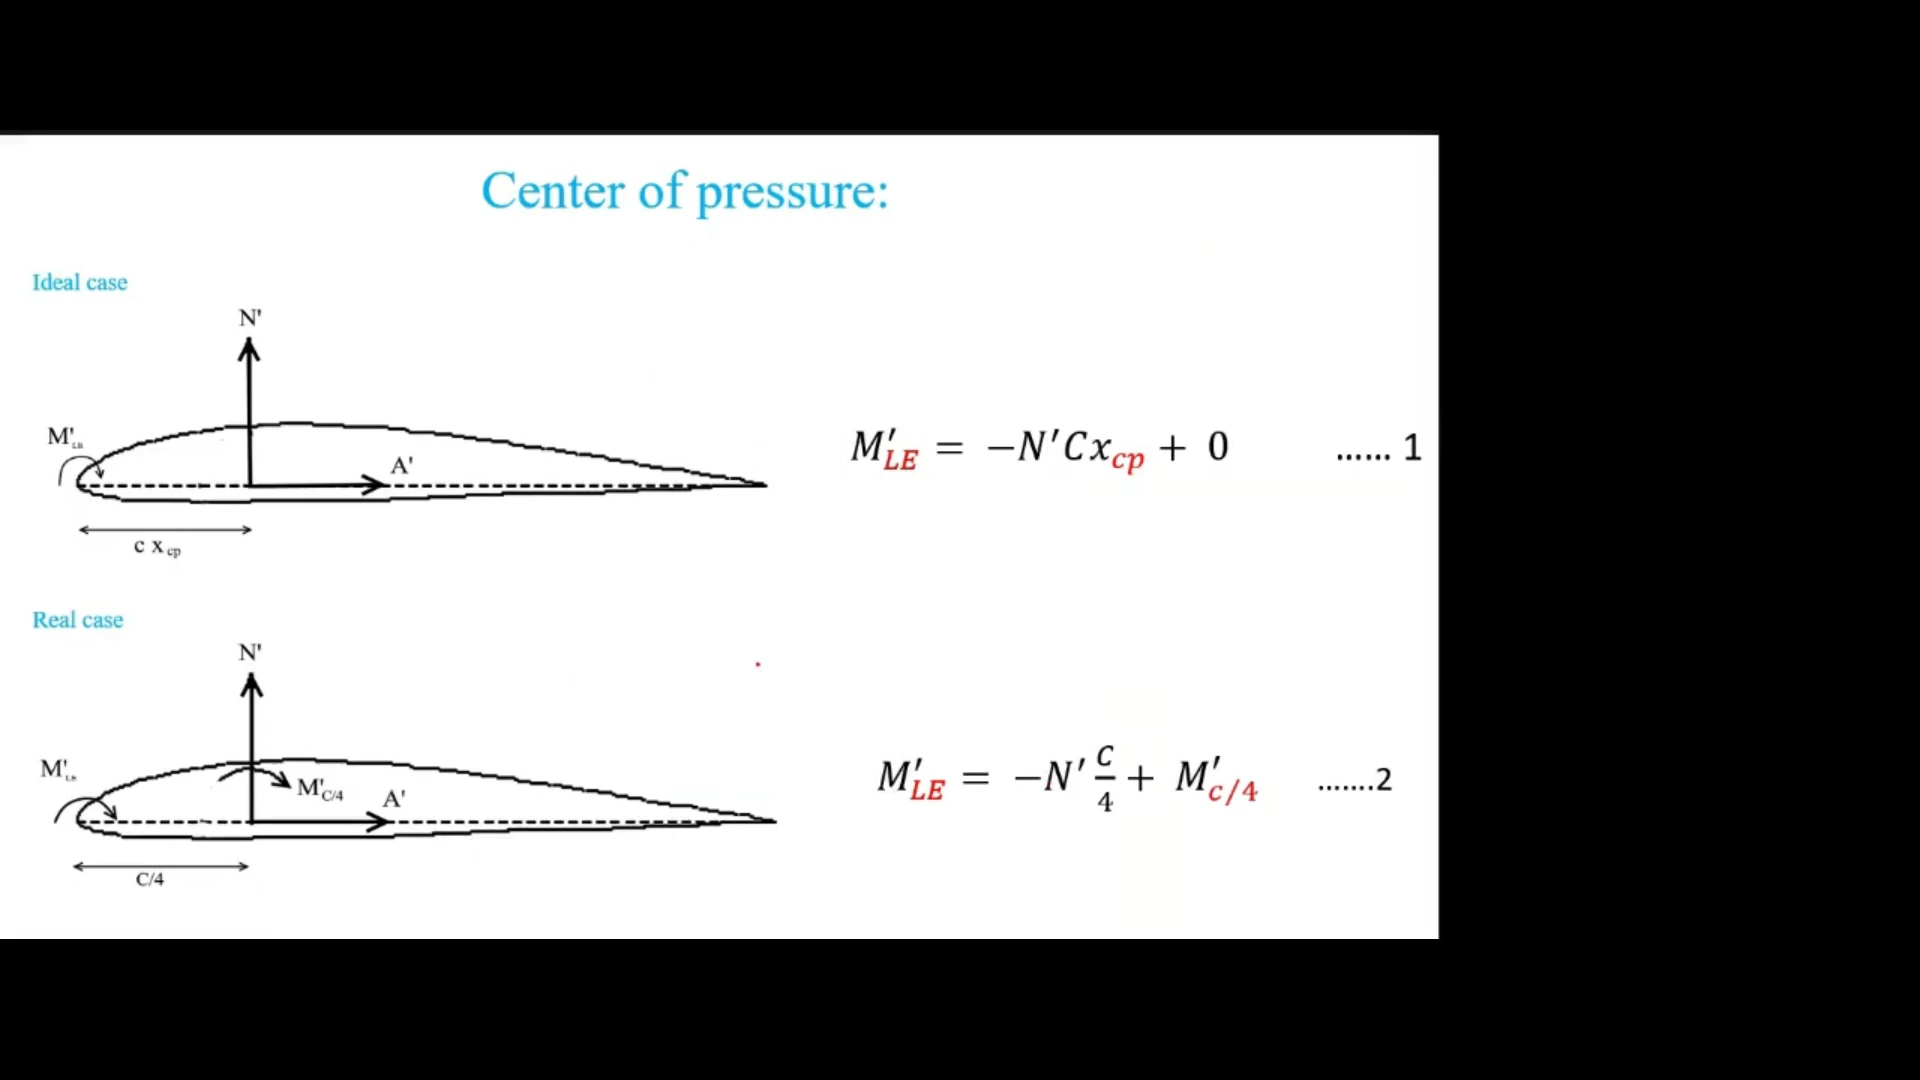 Center of pressure:
Ideal case
N'
M'LE
A'
c x cp
M′LE = −N′Cxcp + 0 ...... 1
Real case
N'
M'LE
M'C/4
A'
C/4
M′LE = −N′ c/4 + M′c/4 .......2